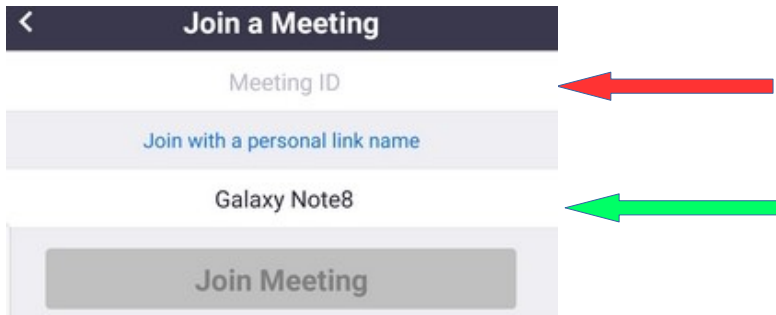 Join a Meeting
Meeting ID
Join with a personal link name
Galaxy Note8
Join Meeting